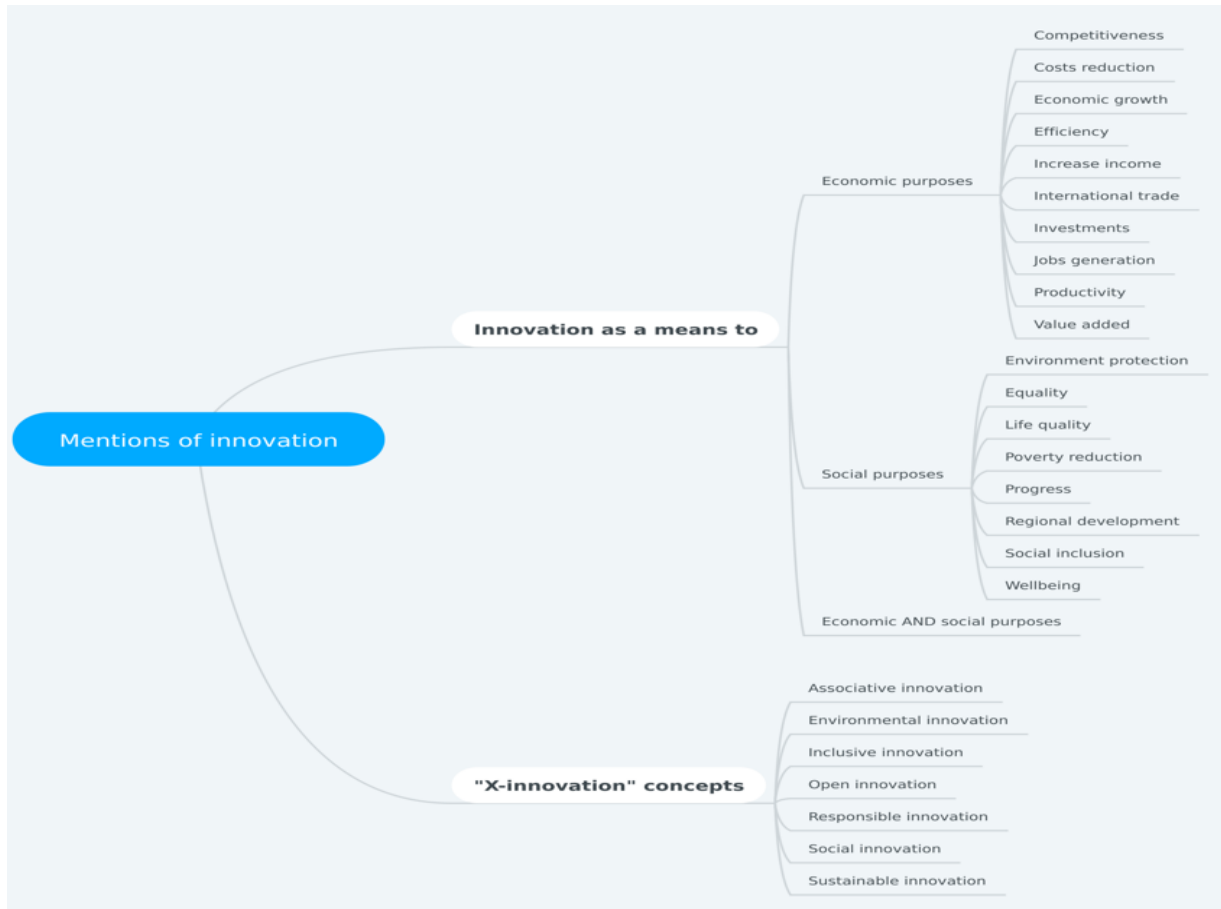 Mentions of innovation
Innovation as a means to
Economic purposes
Competitiveness
Costs reduction
Economic growth
Efficiency
Increase income
International trade
Investments
Jobs generation
Productivity
Value added
Social purposes
Environment protection
Equality
Life quality
Poverty reduction
Progress
Regional development
Social inclusion
Wellbeing
Economic AND social purposes
"X-innovation" concepts
Associative innovation
Environmental innovation
Inclusive innovation
Open innovation
Responsible innovation
Social innovation
Sustainable innovation